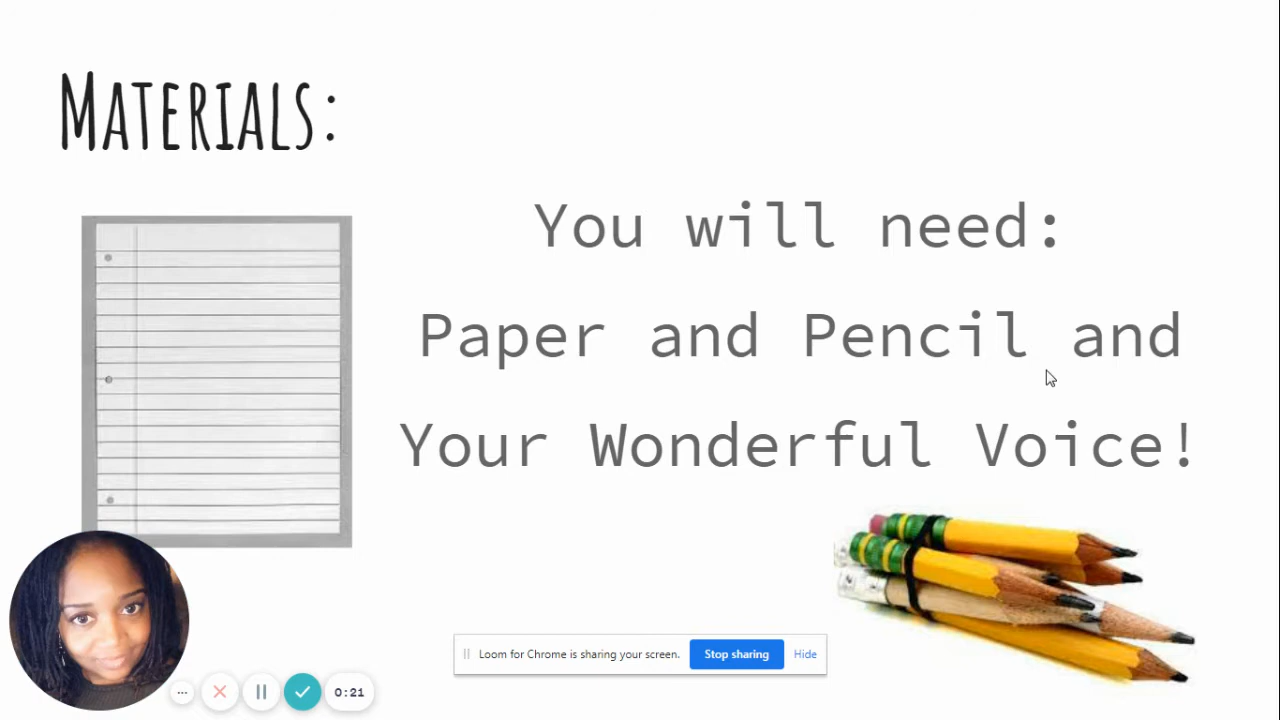 Materials:
You will need:
Paper and Pencil and
Your Wonderful Voice!
Loom for Chrome is sharing your screen. Stop sharing Hide
0:21